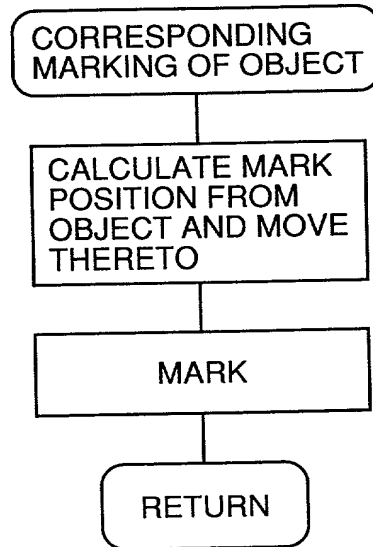 CORRESPONDING
MARKING OF OBJECT
CALCULATE MARK
POSITION FROM
OBJECT AND MOVE
THERETO
MARK
RETURN